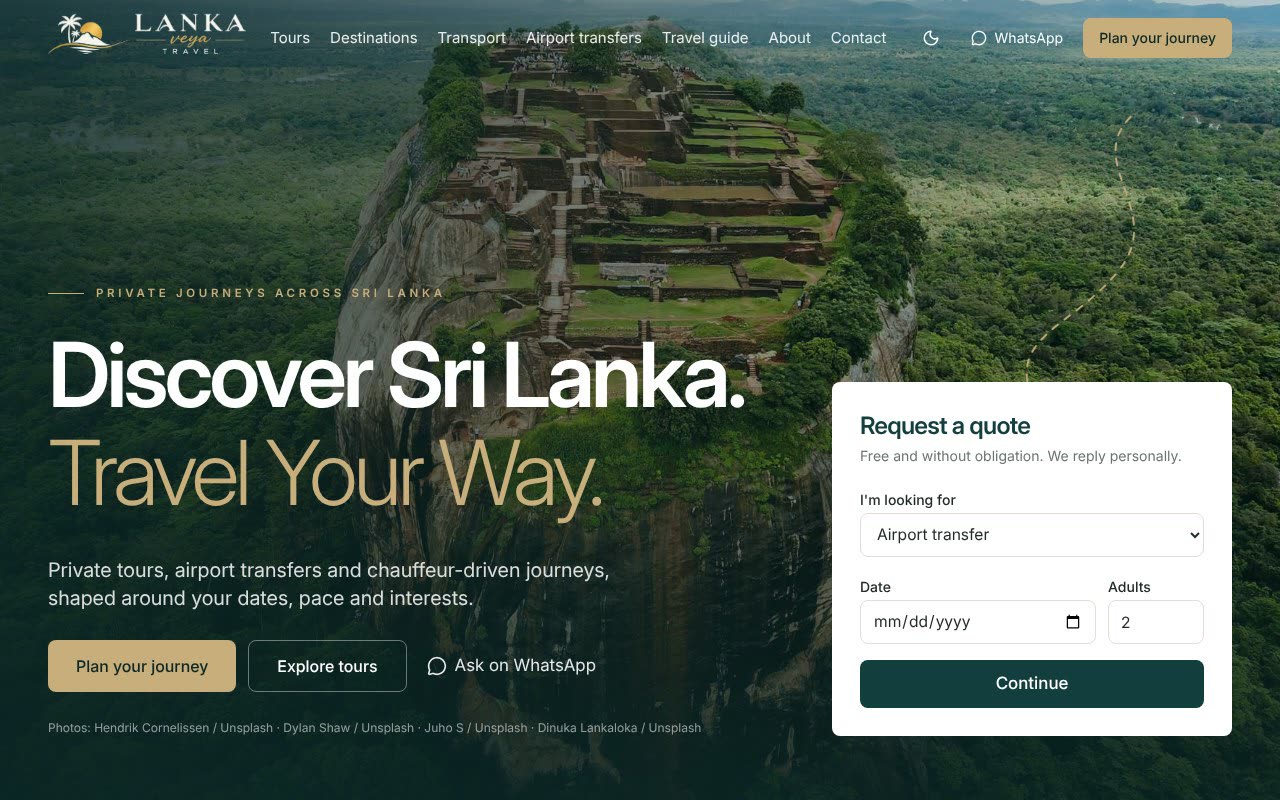 LANKA
veya
TRAVEL
Tours
Destinations
Transport
Airport transfers
Travel guide
About
Contact
WhatsApp
Plan your journey
PRIVATE JOURNEYS ACROSS SRI LANKA
Discover Sri Lanka.
Travel Your Way.
Private tours, airport transfers and chauffeur-driven journeys,
shaped around your dates, pace and interests.
Plan your journey
Explore tours
Ask on WhatsApp
Photos: Hendrik Cornelissen / Unsplash · Dylan Shaw / Unsplash · Juho S / Unsplash · Dinuka Lankaloka / Unsplash
Request a quote
Free and without obligation. We reply personally.
I'm looking for
Airport transfer
Date
Adults
mm/dd/yyyy
2
Continue